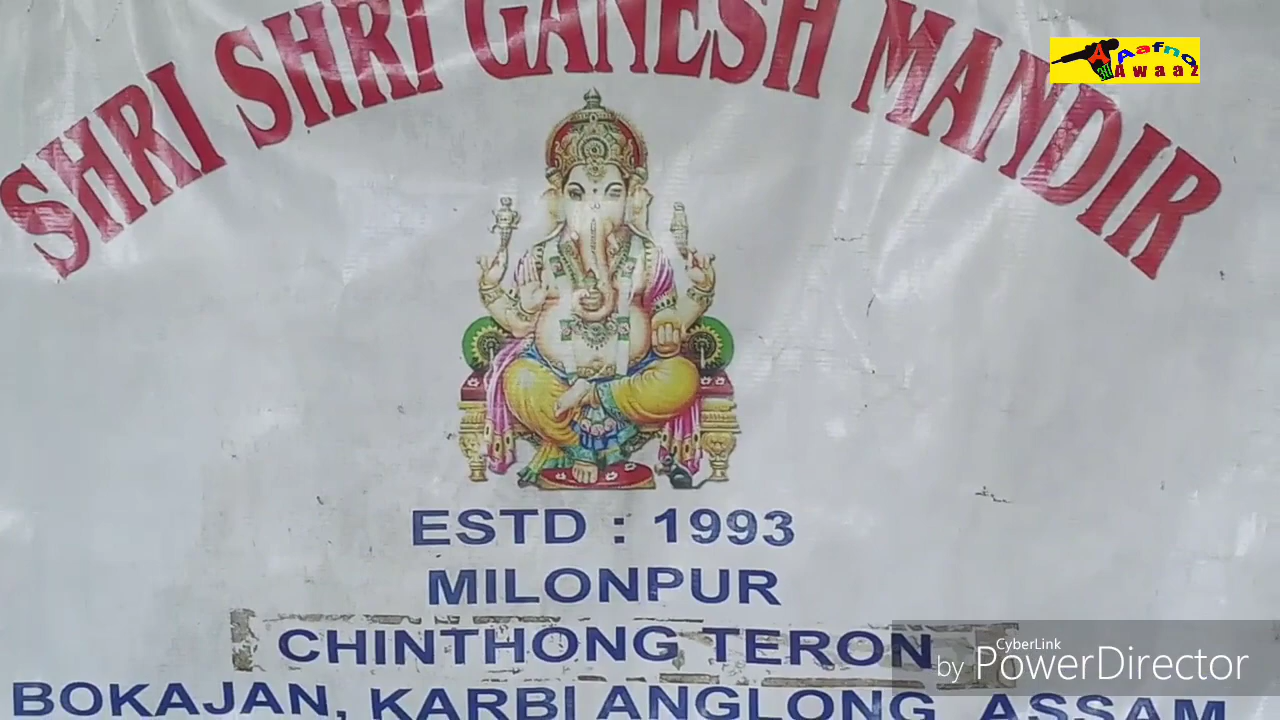 SHRI SHRI GANESH MANDIR
Aafno
आ Awaaz
ESTD : 1993
MILONPUR
CHINTHONG TERON
BOKAJAN, KARBI ANGLONG, ASSAM
CyberLink
by PowerDirector